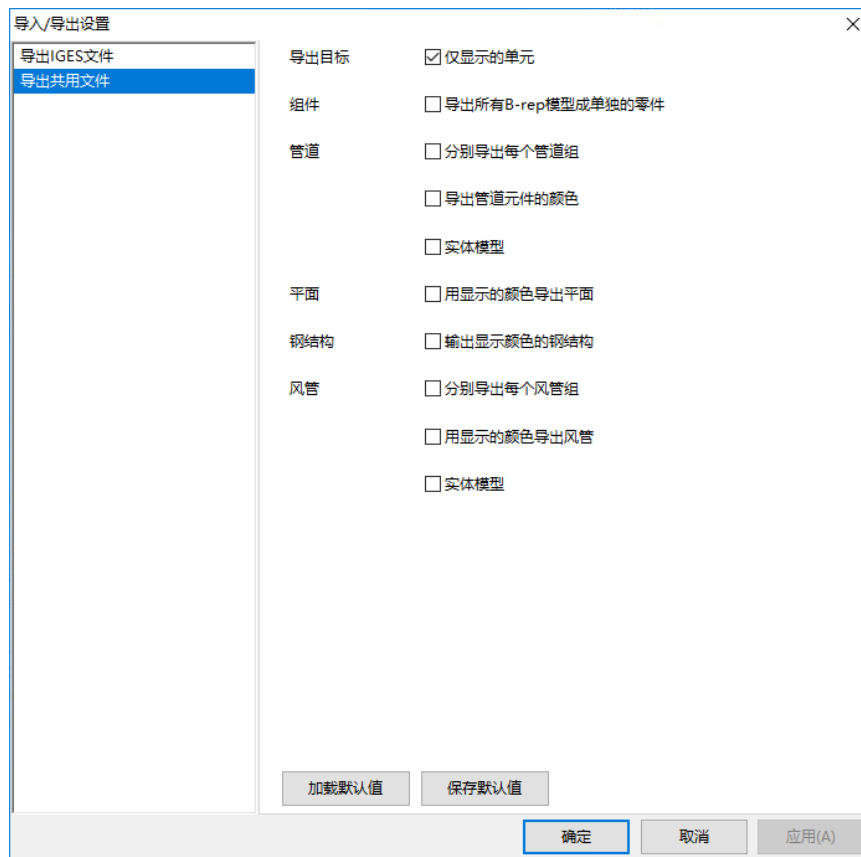 导入/导出设置
导出IGES文件
导出共用文件
导出目标 仅显示的单元
组件 导出所有B-rep模型成单独的零件
管道 分别导出每个管道组
导出管道元件的颜色
实体模型
平面 用显示的颜色导出平面
钢结构 输出显示颜色的钢结构
风管 分别导出每个风管组
用显示的颜色导出风管
实体模型
加载默认值 保存默认值
确定 取消 应用(A)